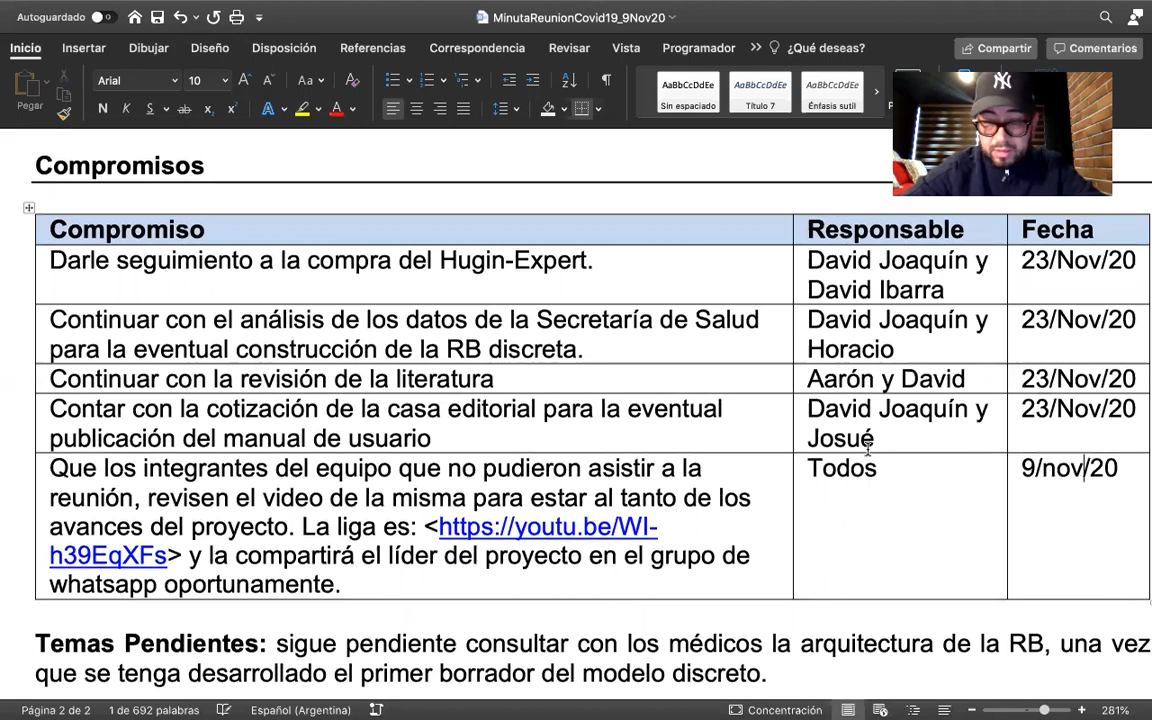 Autoguardado
MinutaReunionCovid19_9Nov20
Inicio Insertar Dibujar Diseño Disposición Referencias Correspondencia Revisar Vista Programador ¿Qué deseas? Compartir Comentarios
Pegar Arial 10 Aa
N K S ab x₂ x² A A
AaBbCcDdEe AaBbCcDdEe AaBbCcDdEe
Sin espaciado Título 7 Énfasis sutil
NY
Compromisos
Compromiso Responsable Fecha
Darle seguimiento a la compra del Hugin-Expert. David Joaquín y 23/Nov/20
David Ibarra
Continuar con el análisis de los datos de la Secretaría de Salud David Joaquín y 23/Nov/20
para la eventual construcción de la RB discreta. Horacio
Continuar con la revisión de la literatura Aarón y David 23/Nov/20
Contar con la cotización de la casa editorial para la eventual David Joaquín y 23/Nov/20
publicación del manual de usuario Josué
Que los integrantes del equipo que no pudieron asistir a la Todos 9/nov/20
reunión, revisen el video de la misma para estar al tanto de los
avances del proyecto. La liga es: <https://youtu.be/WI-
h39EqXFs> y la compartirá el líder del proyecto en el grupo de
whatsapp oportunamente.
Temas Pendientes: sigue pendiente consultar con los médicos la arquitectura de la RB, una vez
que se tenga desarrollado el primer borrador del modelo discreto.
Página 2 de 2 1 de 692 palabras Español (Argentina) Concentración 281%